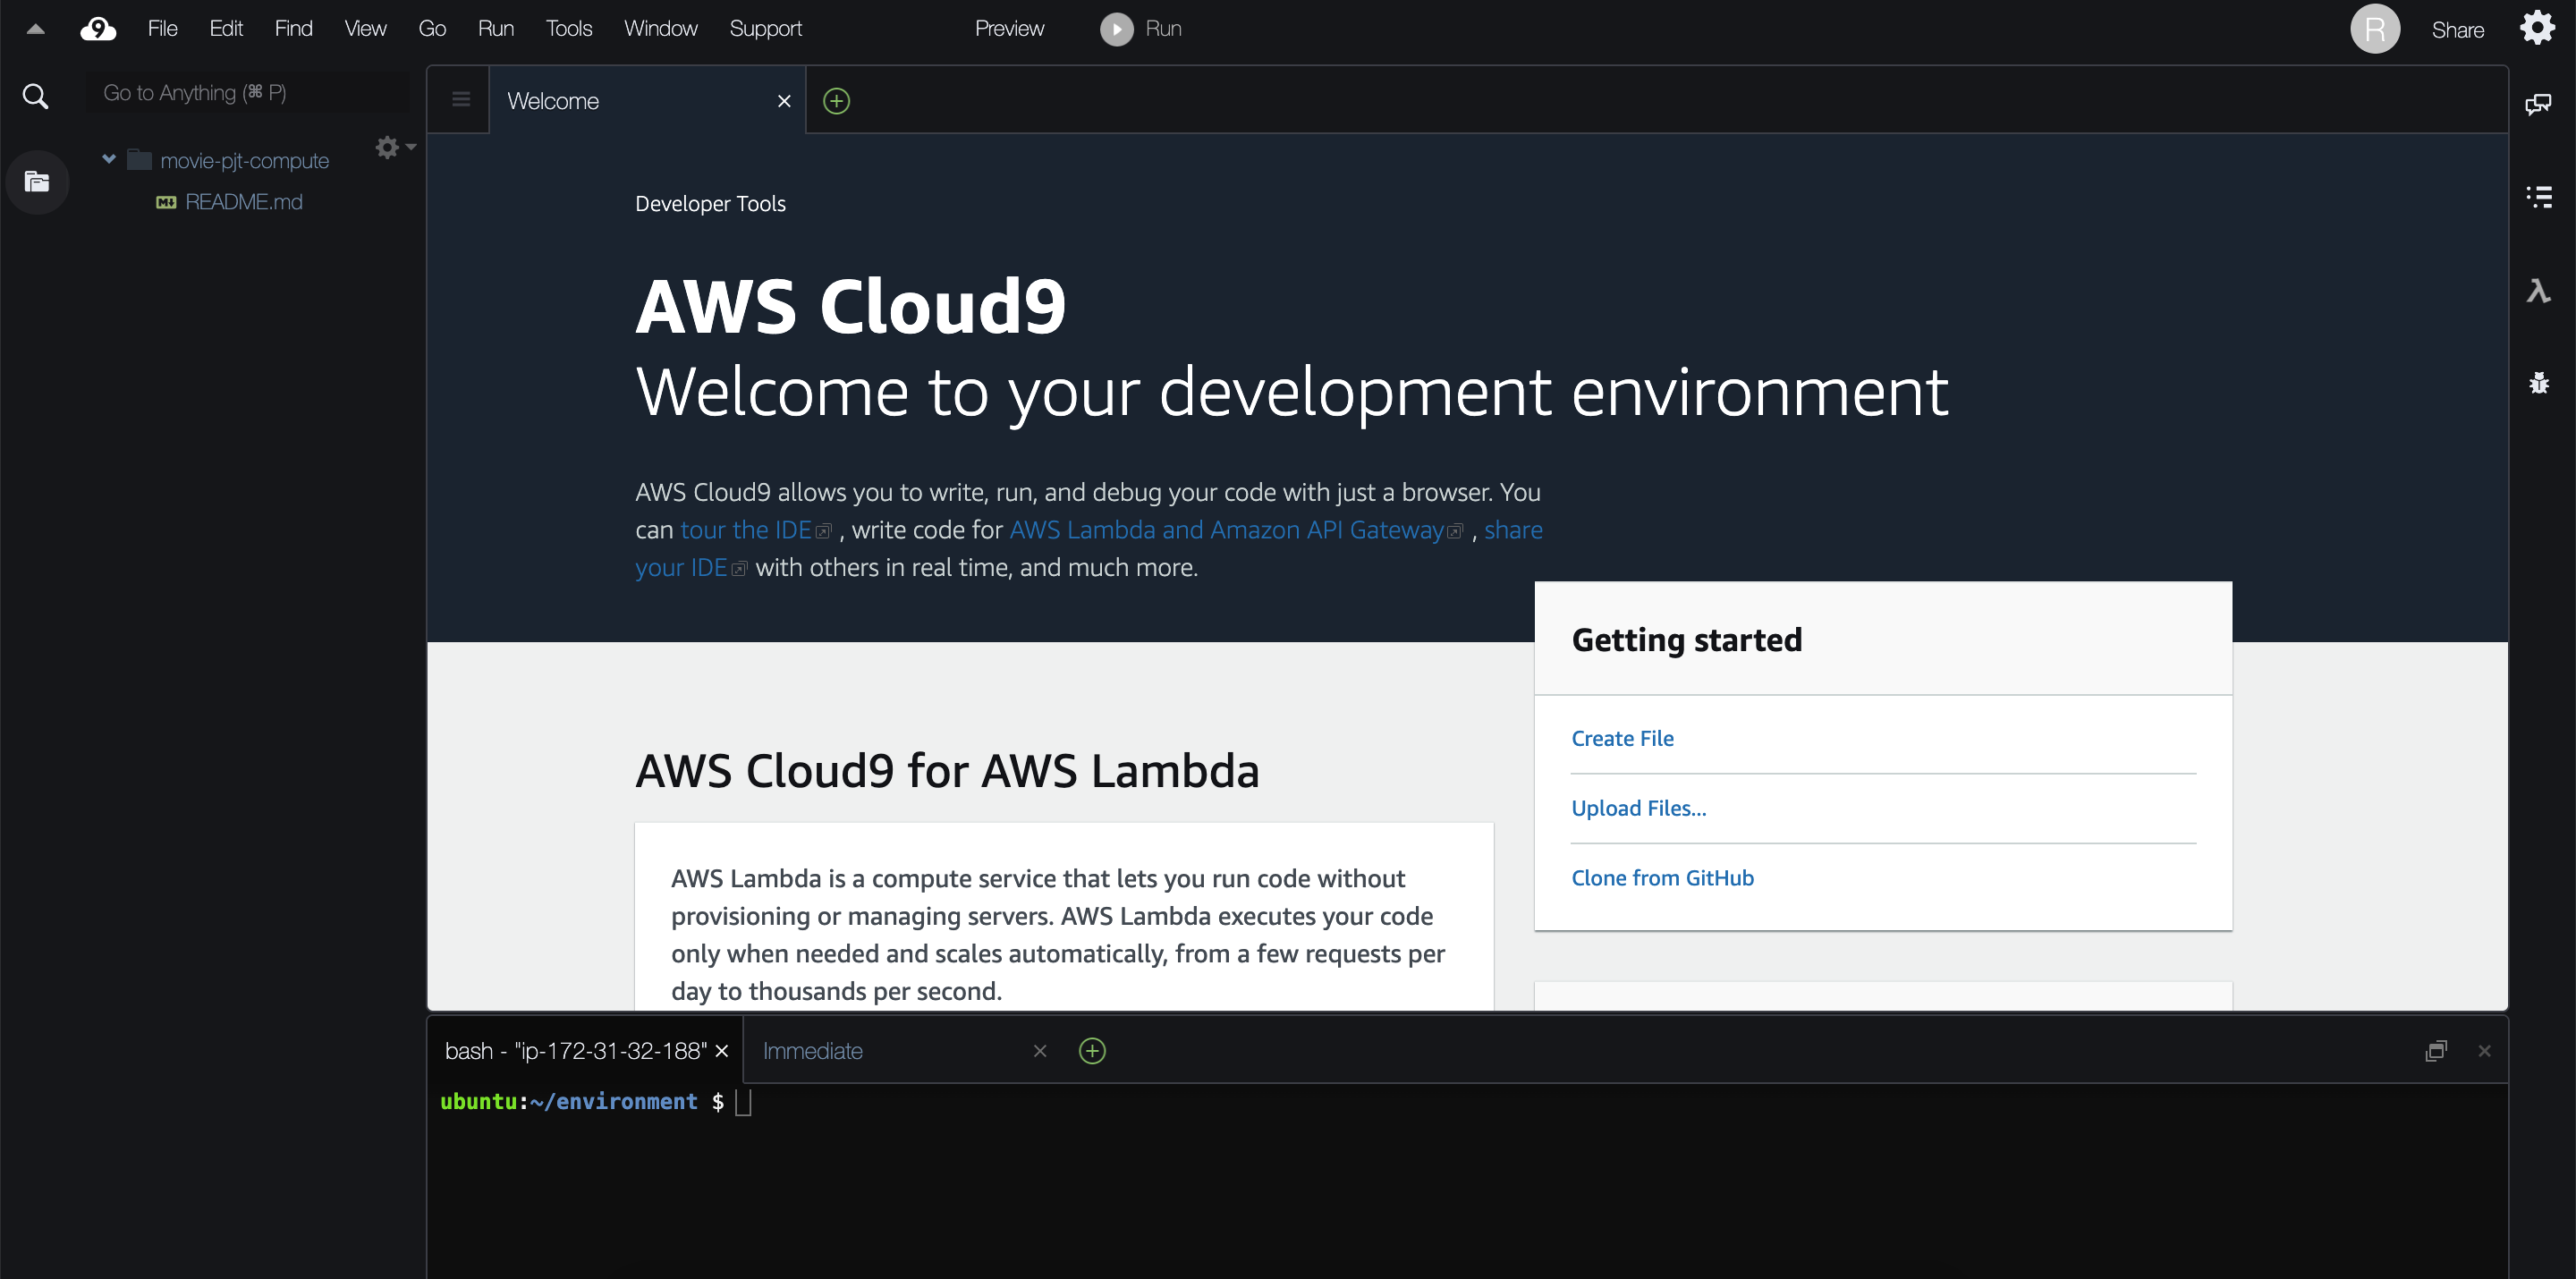 9 File Edit Find View Go Run Tools Window Support Preview Run R Share
Go to Anything (⌘ P)
Welcome
movie-pjt-compute
README.md
Developer Tools
AWS Cloud9
Welcome to your development environment
AWS Cloud9 allows you to write, run, and debug your code with just a browser. You
can tour the IDE , write code for AWS Lambda and Amazon API Gateway , share
your IDE with others in real time, and much more.
Getting started
Create File
Upload Files...
Clone from GitHub
AWS Cloud9 for AWS Lambda
AWS Lambda is a compute service that lets you run code without
provisioning or managing servers. AWS Lambda executes your code
only when needed and scales automatically, from a few requests per
day to thousands per second.
bash - "ip-172-31-32-188" Immediate
ubuntu:~/environment $